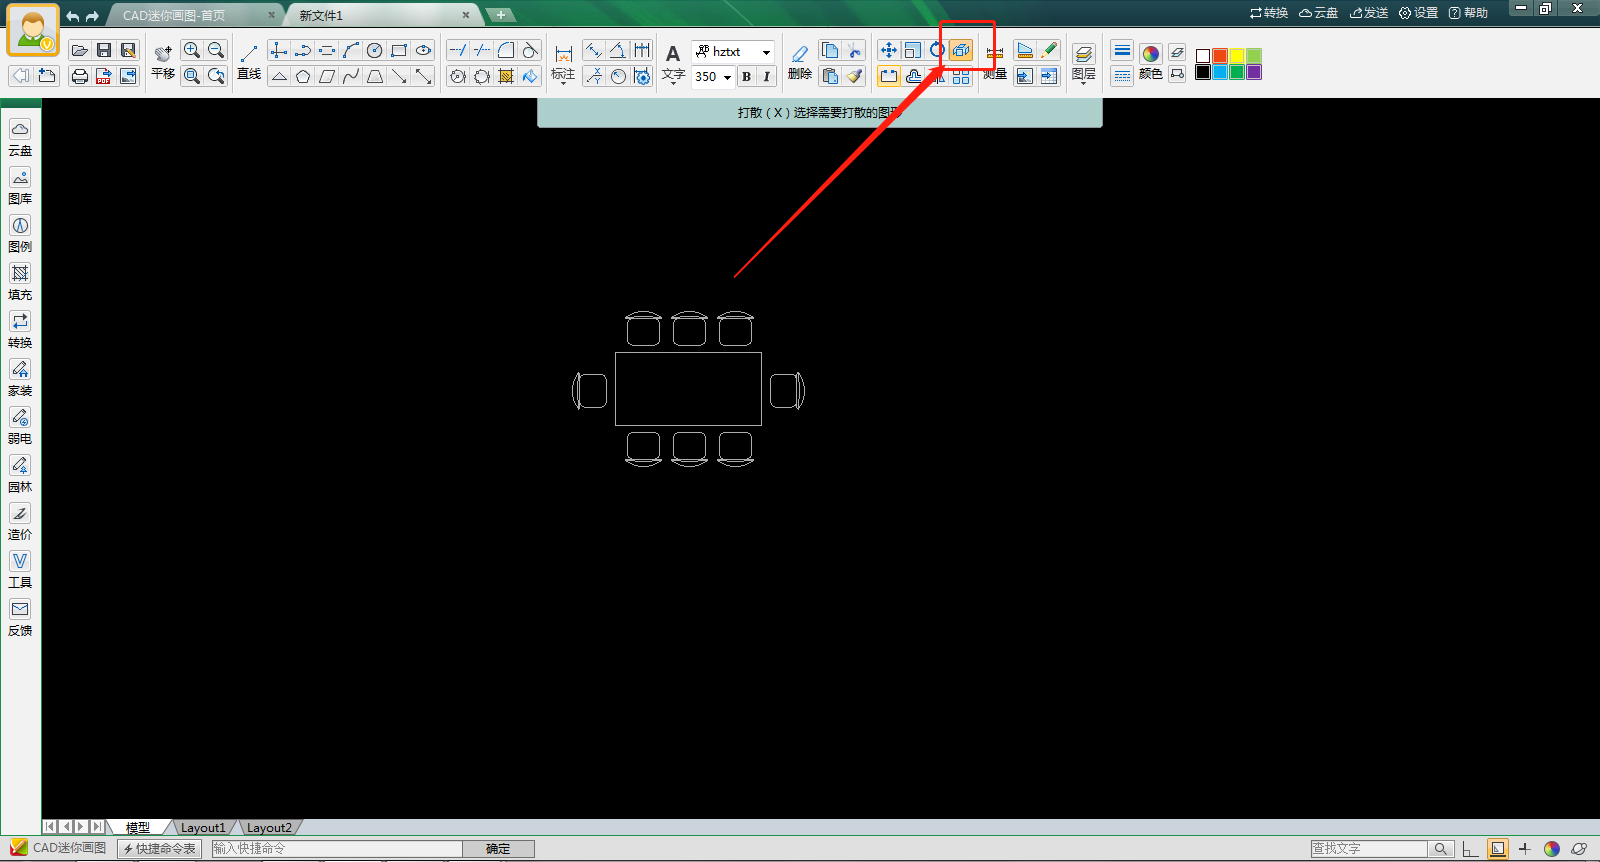 CAD迷你画图-首页
新文件1
转换
云盘
发送
设置
帮助
平移
直线
标注
A
文字
hztxt
350
B
I
删除
测量
图层
颜色
PDF
打散（X）选择需要打散的图形
云盘
图库
图例
填充
转换
家装
弱电
园林
造价
工具
反馈
模型
Layout1
Layout2
CAD迷你画图
快捷命令表
输入快捷命令
确定
查找文字